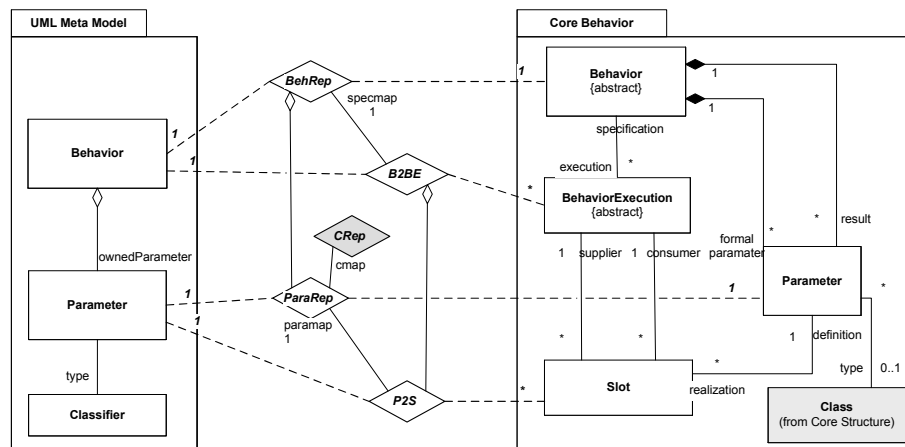 UML Meta Model
Core Behavior
Behavior
{abstract}
1
1
BehRep
1
specmap
1
specification
1
Behavior
1
B2BE
execution
*
*
BehaviorExecution
{abstract}
CRep
cmap
ownedParameter
1
supplier
1
consumer
formal
paramater
*
*
result
Parameter
1
ParaRep
1
Parameter
*
1
paramap
1
1
definition
type
*
*
*
type
0..1
Classifier
P2S
*
Slot
realization
Class
(from Core Structure)